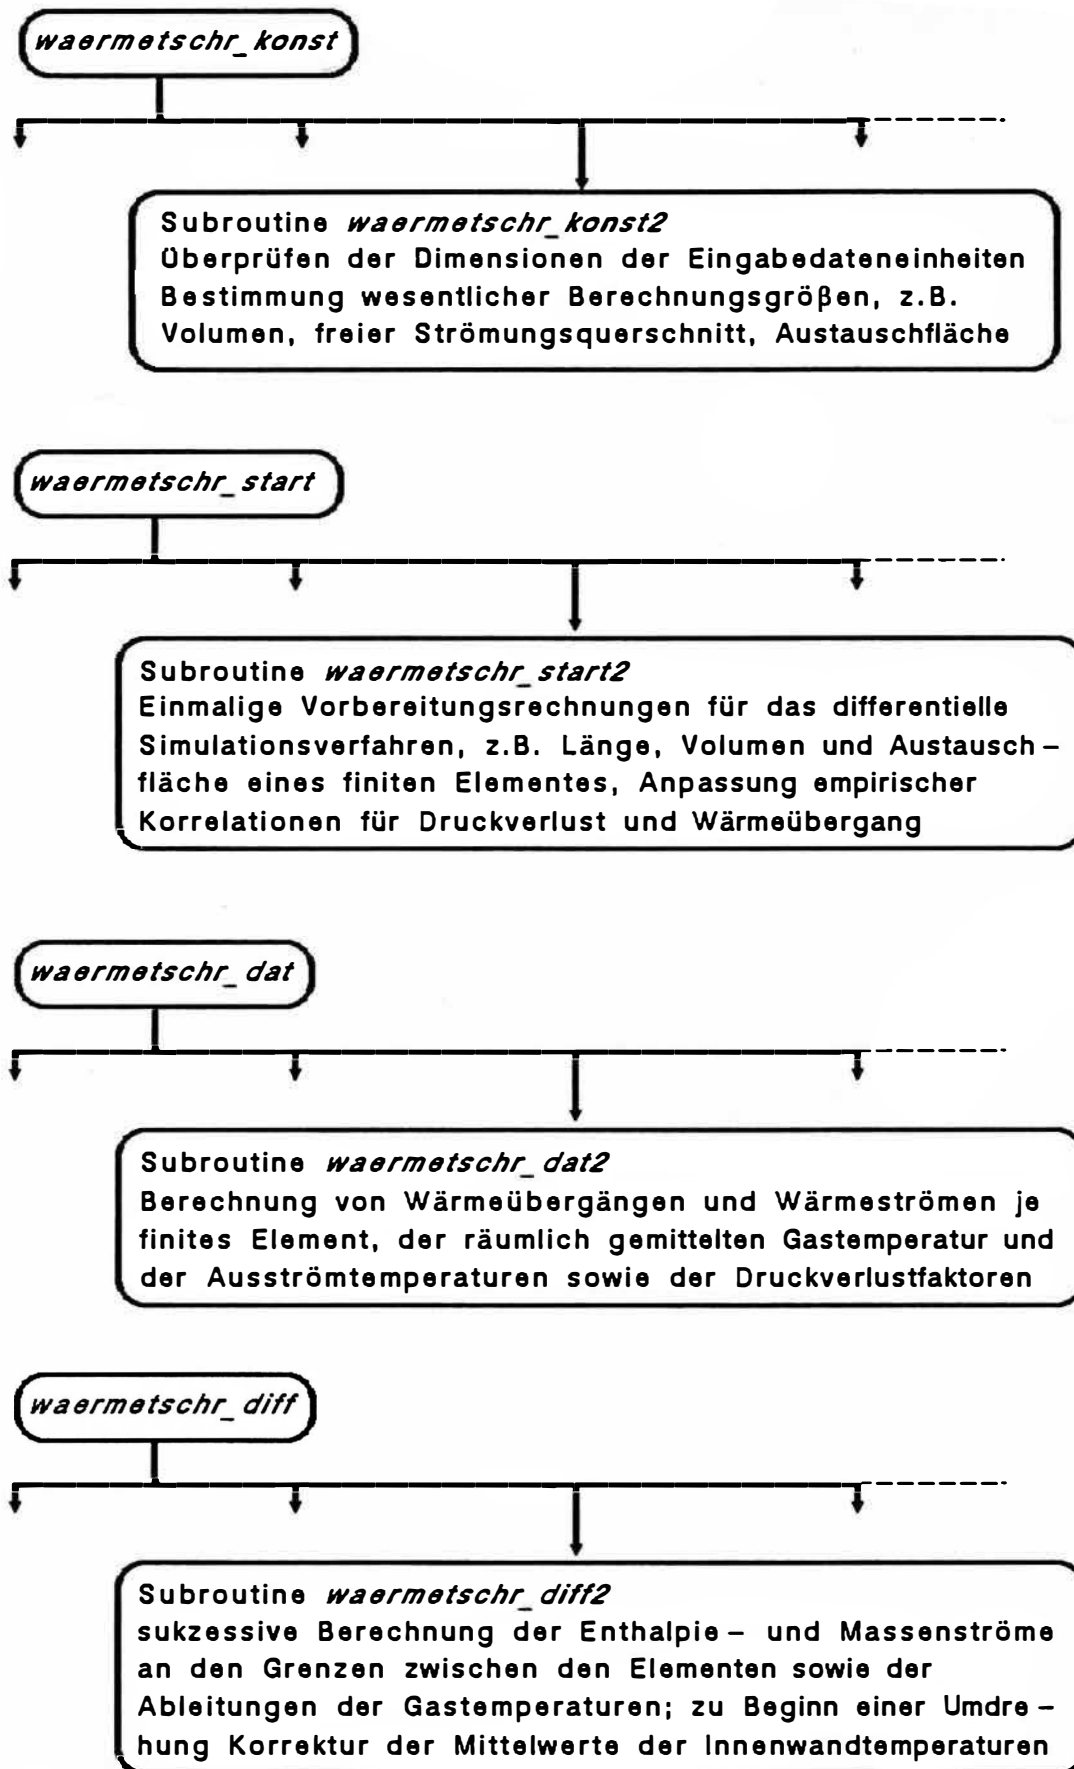 waermetschr_konst
Subroutine waermetschr_konst2
Überprüfen der Dimensionen der Eingabedateneinheiten
Bestimmung wesentlicher Berechnungsgrößen, z.B.
Volumen, freier Strömungsquerschnitt, Austauschfläche
waermetschr_start
Subroutine waermetschr_start2
Einmalige Vorbereitungsrechnungen für das differentielle
Simulationsverfahren, z.B. Länge, Volumen und Austausch–
fläche eines finiten Elementes, Anpassung empirischer
Korrelationen für Druckverlust und Wärmeübergang
waermetschr_dat
Subroutine waermetschr_dat2
Berechnung von Wärmeübergängen und Wärmeströmen je
finites Element, der räumlich gemittelten Gastemperatur und
der Ausströmtemperaturen sowie der Druckverlustfaktoren
waermetschr_diff
Subroutine waermetschr_diff2
sukzessive Berechnung der Enthalpie– und Massenströme
an den Grenzen zwischen den Elementen sowie der
Ableitungen der Gastemperaturen; zu Beginn einer Umdre–
hung Korrektur der Mittelwerte der Innenwandtemperaturen